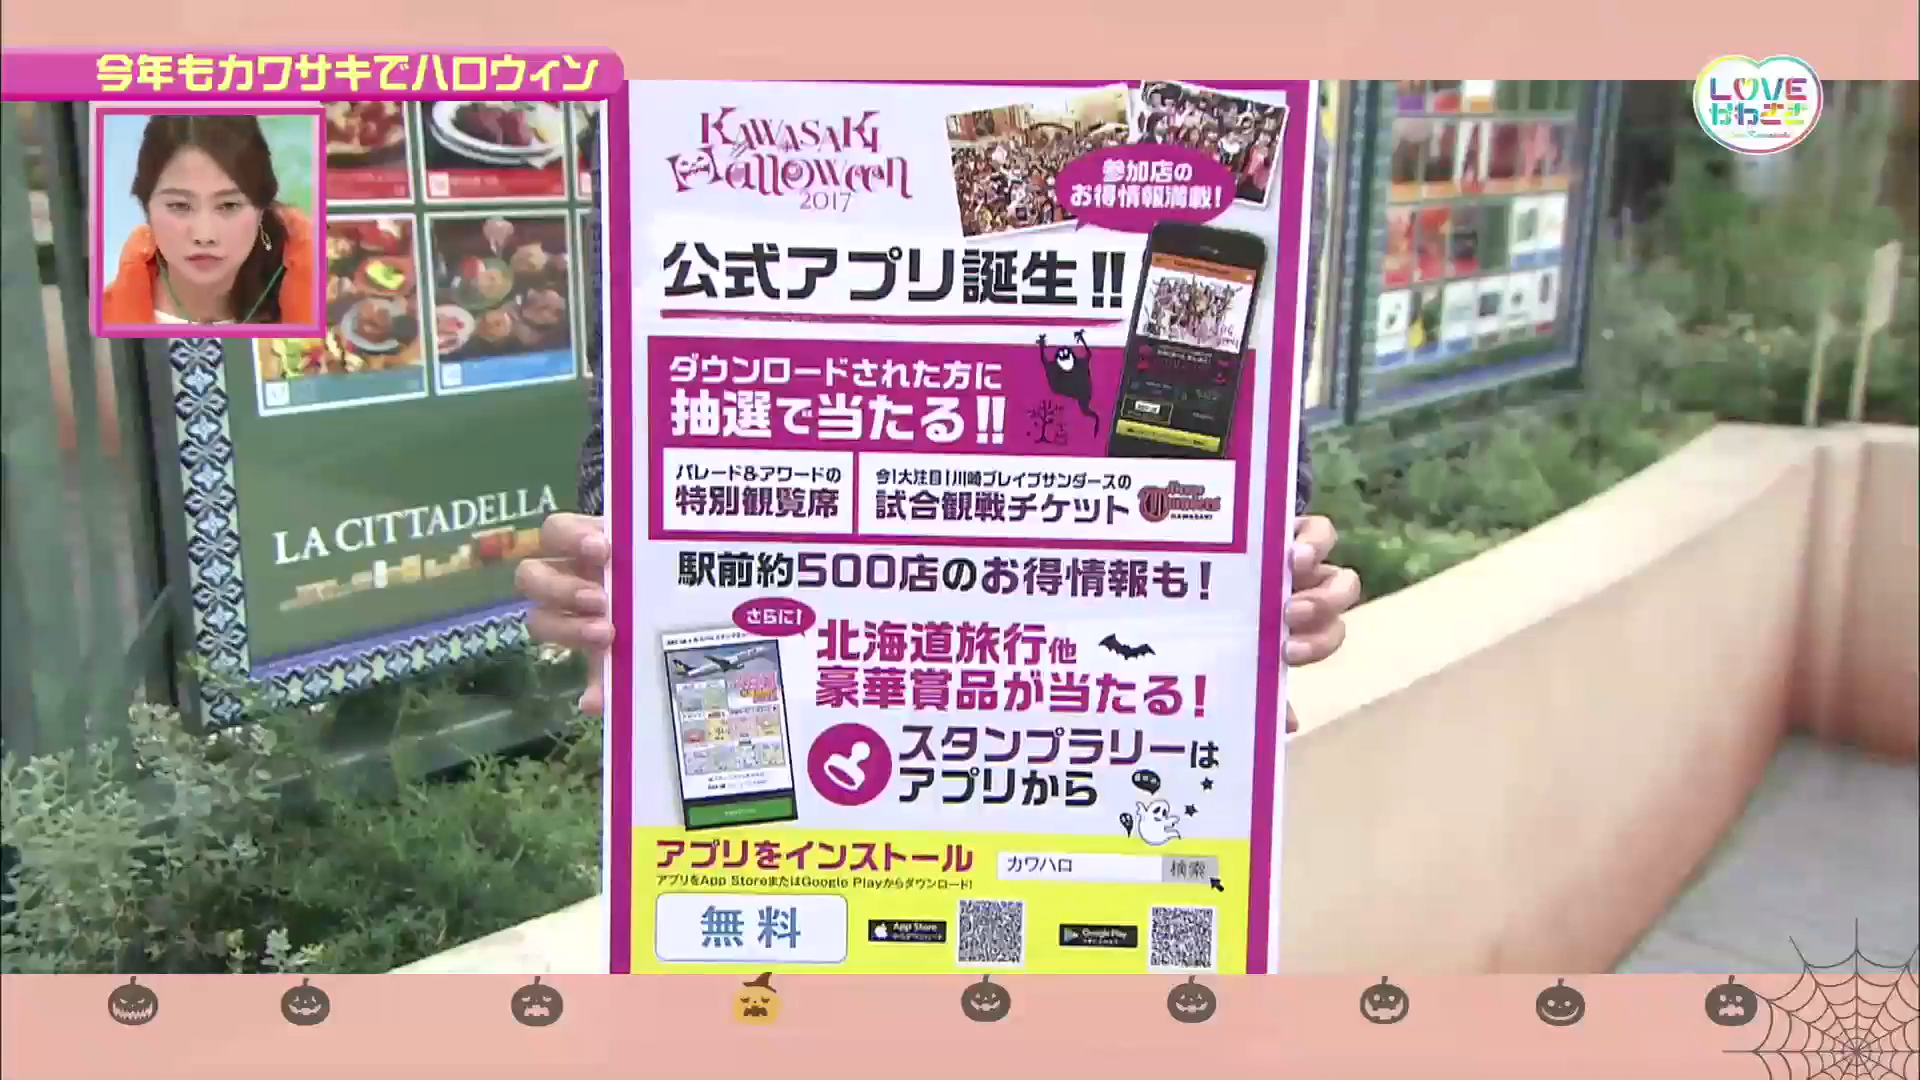 今年もカワサキでハロウィン
LOVE
かわさき
KAWASAKI
Halloween
2017
参加店の
お得情報満載!
公式アプリ誕生!!
ダウンロードされた方に
抽選で当たる!!
パレード&アワードの
特別観覧席
今!大注目!川崎ブレイブサンダースの
試合観戦チケット
駅前約500店のお得情報も!
さらに!
北海道旅行他
豪華賞品が当たる!
スタンプラリーは
アプリから
アプリをインストール
アプリをApp StoreまたはGoogle Playからダウンロード!
カワハロ 検索
無料
App Store
Google Play
LA CITTADELLA